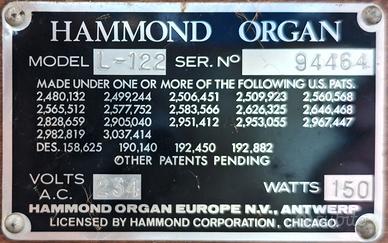 HAMMOND ORGAN
MODEL L-122 SER. NO 94464
MADE UNDER ONE OR MORE OF THE FOLLOWING U.S. PATS.
2,480,132 2,499,244 2,506,451 2,509,923 2,560,568
2,565,512 2,577,752 2,583,566 2,626,325 2,646,468
2,828,659 2,905,040 2,951,412 2,953,055 2,967,447
2,982,819 3,037,414
DES. 158,625 190,140 192,450 192,882
OTHER PATENTS PENDING
VOLTS
A.C. 234 WATTS 150
HAMMOND ORGAN EUROPE N.V., ANTWERP
LICENSED BY HAMMOND CORPORATION, CHICAGO